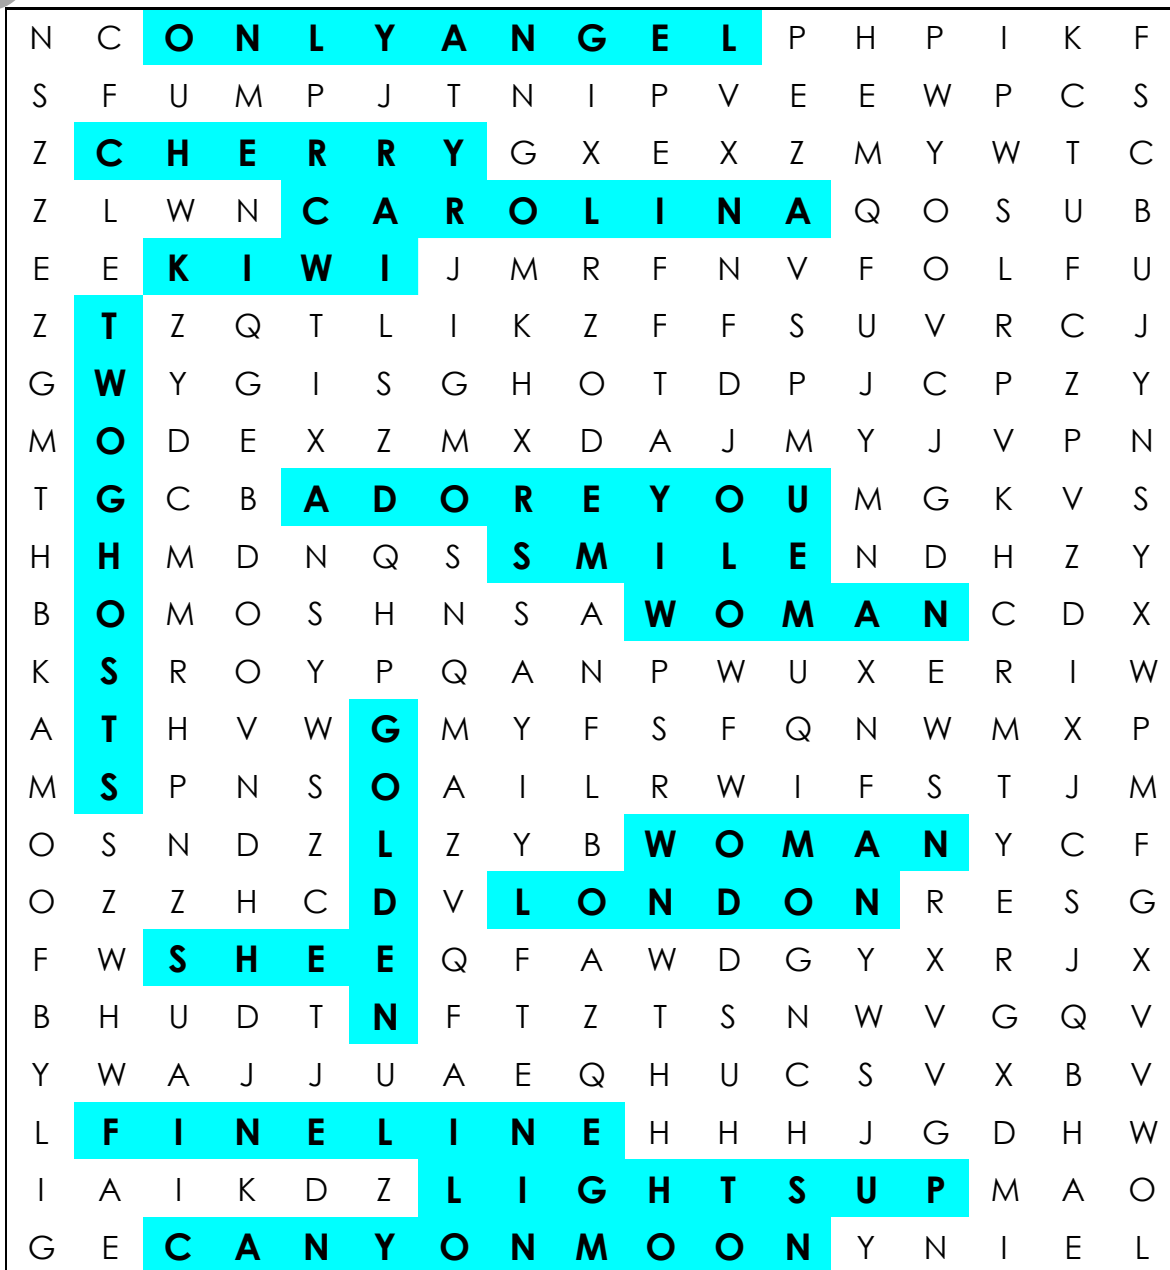 N C O N L Y A N G E L P H P I K F
S F U M P J T N I P V E E W P C S
Z C H E R R Y G X E X Z M Y W T C
Z L W N C A R O L I N A Q O S U B
E E K I W I J M R F N V F O L F U
Z T Z Q T L I K Z F F S U V R C J
G W Y G I S G H O T D P J C P Z Y
M O D E X Z M X D A J M Y J V P N
T G C B A D O R E Y O U M G K V S
H H M D N Q S S M I L E N D H Z Y
B O M O S H N S A W O M A N C D X
K S R O Y P Q A N P W U X E R I W
A T H V W G M Y F S F Q N W M X P
M S P N S O A I L R W I F S T J M
O S N D Z L Z Y B W O M A N Y C F
O Z Z H C D V L O N D O N R E S G
F W S H E E Q F A W D G Y X R J X
B H U D T N F T Z T S N W V G Q V
Y W A J J U A E Q H U C S V X B V
L F I N E L I N E H H H J G D H W
I A I K D Z L I G H T S U P M A O
G E C A N Y O N M O O N Y N I E L